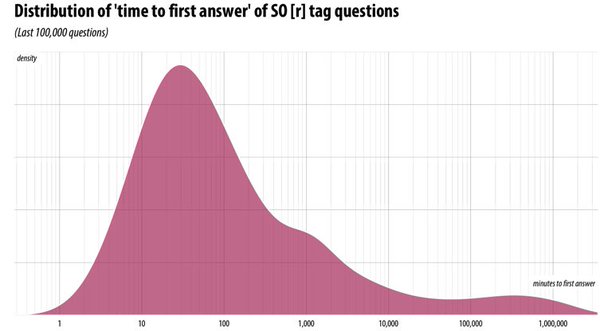 Distribution of 'time to first answer' of SO [r] tag questions
(Last 100,000 questions)
density
minutes to first answer
1 10 100 1,000 10,000 100,000 1,000,000